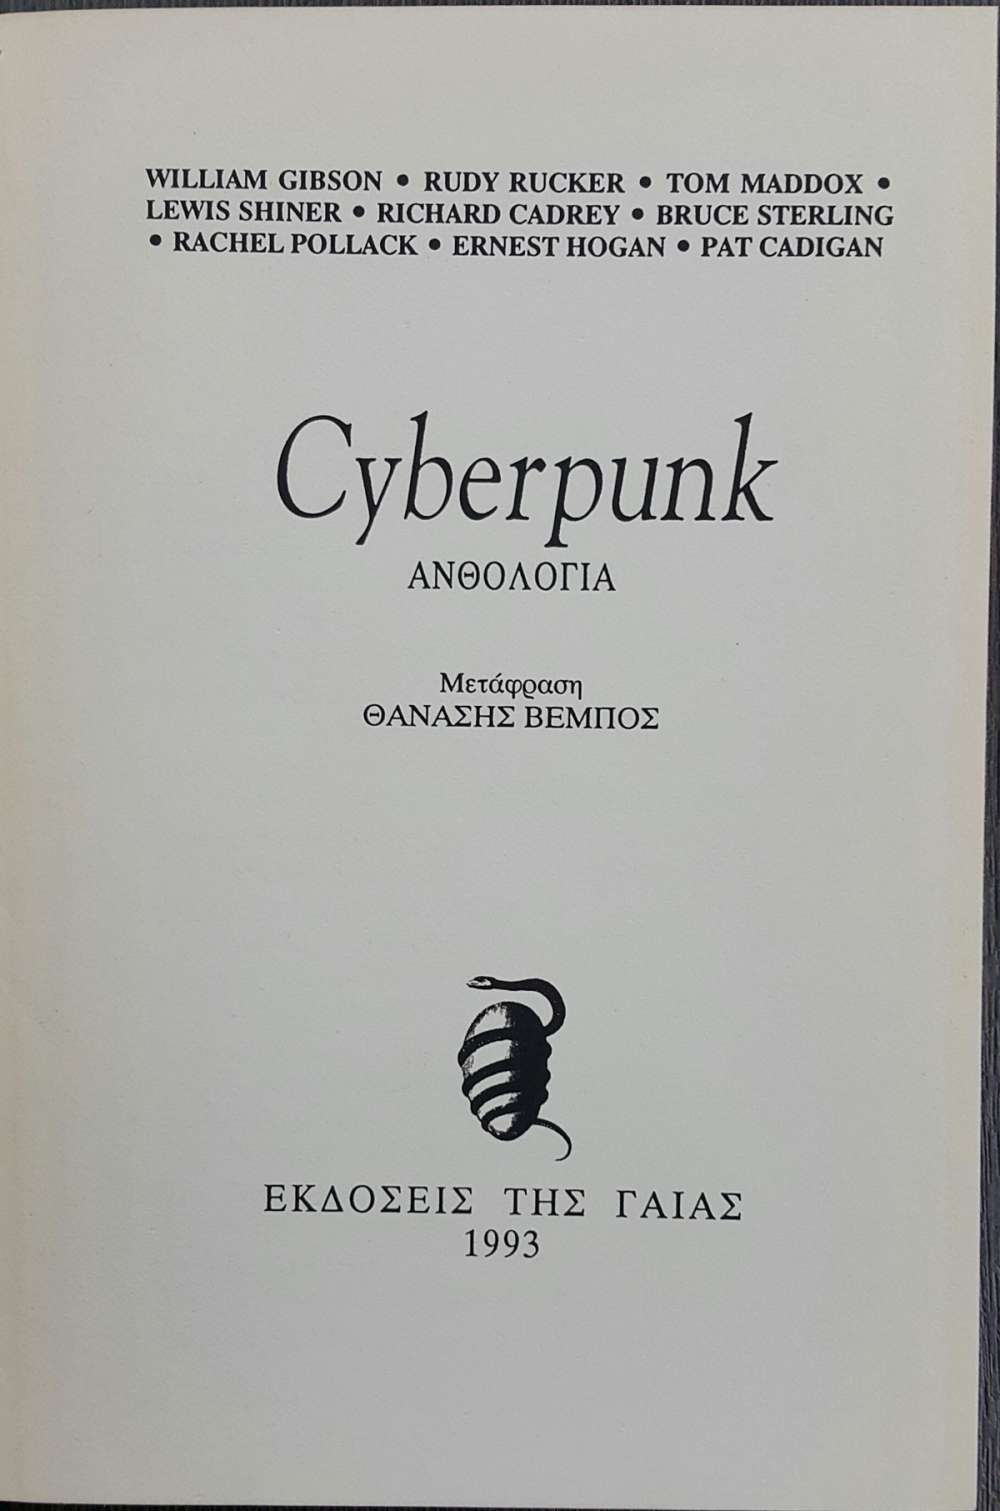 WILLIAM GIBSON • RUDY RUCKER • TOM MADDOX •
LEWIS SHINER • RICHARD CADREY • BRUCE STERLING
• RACHEL POLLACK • ERNEST HOGAN • PAT CADIGAN
Cyberpunk
ΑΝΘΟΛΟΓΙΑ
Μετάφραση
ΘΑΝΑΣΗΣ ΒΕΜΠΟΣ
ΕΚΔΟΣΕΙΣ ΤΗΣ ΓΑΙΑΣ
1993